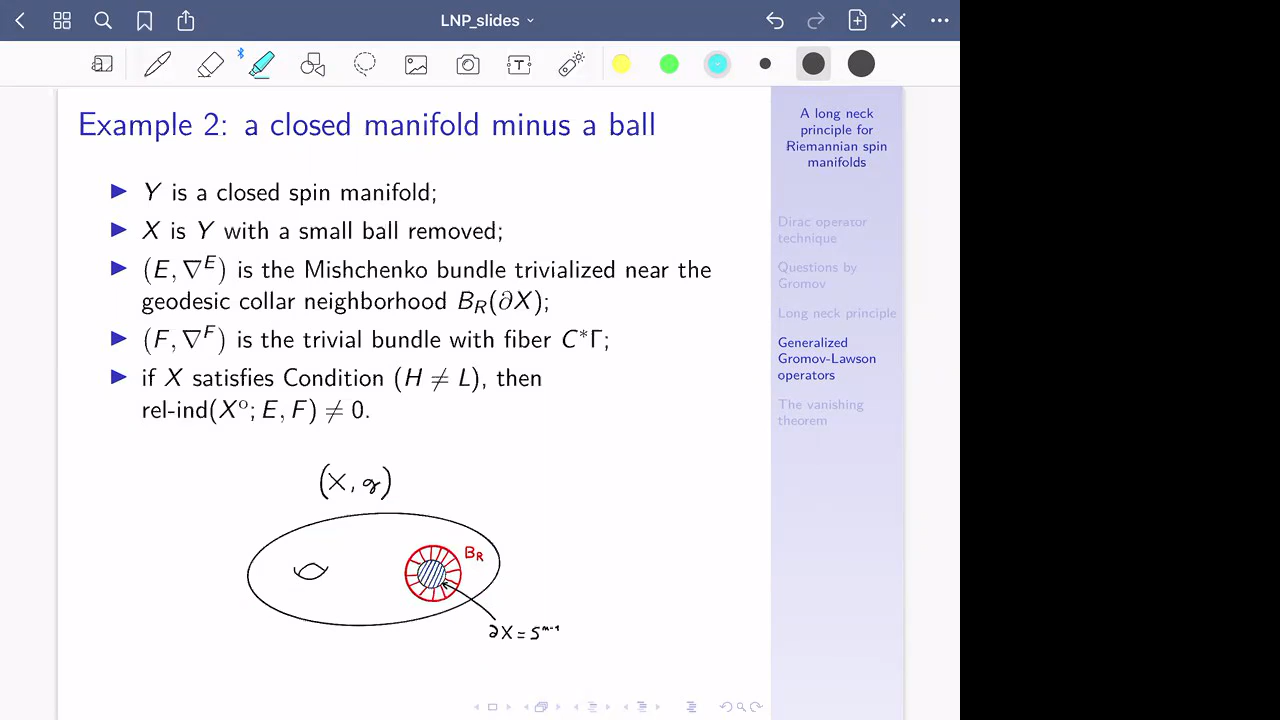 LNP_slides
Example 2: a closed manifold minus a ball
Y is a closed spin manifold;
X is Y with a small ball removed;
(E, ∇ᴱ) is the Mishchenko bundle trivialized near the
geodesic collar neighborhood B_R(∂X);
(F, ∇ᶠ) is the trivial bundle with fiber C*Γ;
if X satisfies Condition (H ≠ L), then
rel-ind(X°; E, F) ≠ 0.
(X, g)
B_R
∂X = Sⁿ⁻¹
A long neck
principle for
Riemannian spin
manifolds
Dirac operator
technique
Questions by
Gromov
Long neck principle
Generalized
Gromov-Lawson
operators
The vanishing
theorem